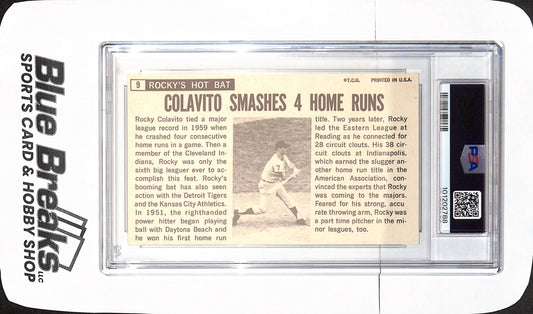 Blue Breaks LLC
SPORTS CARD & HOBBY SHOP
9 ROCKY'S HOT BAT
©T.C.G. PRINTED IN U.S.A.
COLAVITO SMASHES 4 HOME RUNS
Rocky Colavito tied a major
league record in 1959 when
he crashed four consecutive
home runs in a game. Then a
member of the Cleveland In-
dians, Rocky was only the
sixth big leaguer ever to ac-
complish this feat. Rocky's
booming bat has also seen
action with the Detroit Tigers
and the Kansas City Athletics.
In 1951, the righthanded
power hitter began playing
ball with Daytona Beach and
he won his first home run
title. Two years later, Rocky
led the Eastern League at
Reading as he connected for
28 circuit clouts. His 38 cir-
cuit clouts at Indianapolis,
which earned the slugger an-
other home run title in the
American Association, con-
vinced the experts that Rocky
was coming to the majors.
Feared for his strong, accu-
rate throwing arm, Rocky was
a part time pitcher in the mi-
nor leagues, too.
PSA
101202788